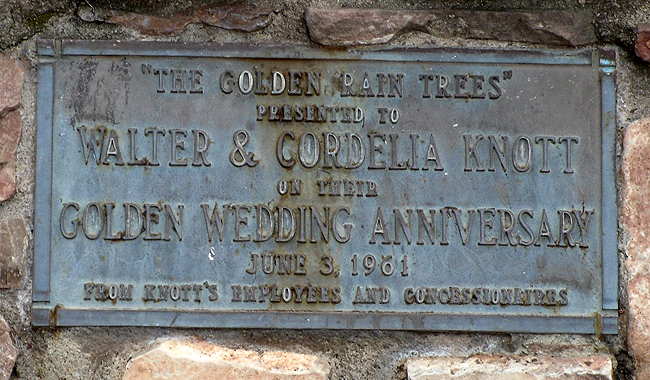 "THE GOLDEN RAIN TREES"
PRESENTED TO
WALTER & CORDELIA KNOTT
ON THEIR
GOLDEN WEDDING ANNIVERSARY
JUNE 3, 1961
FROM KNOTT'S EMPLOYEES AND CONCESSIONAIRES